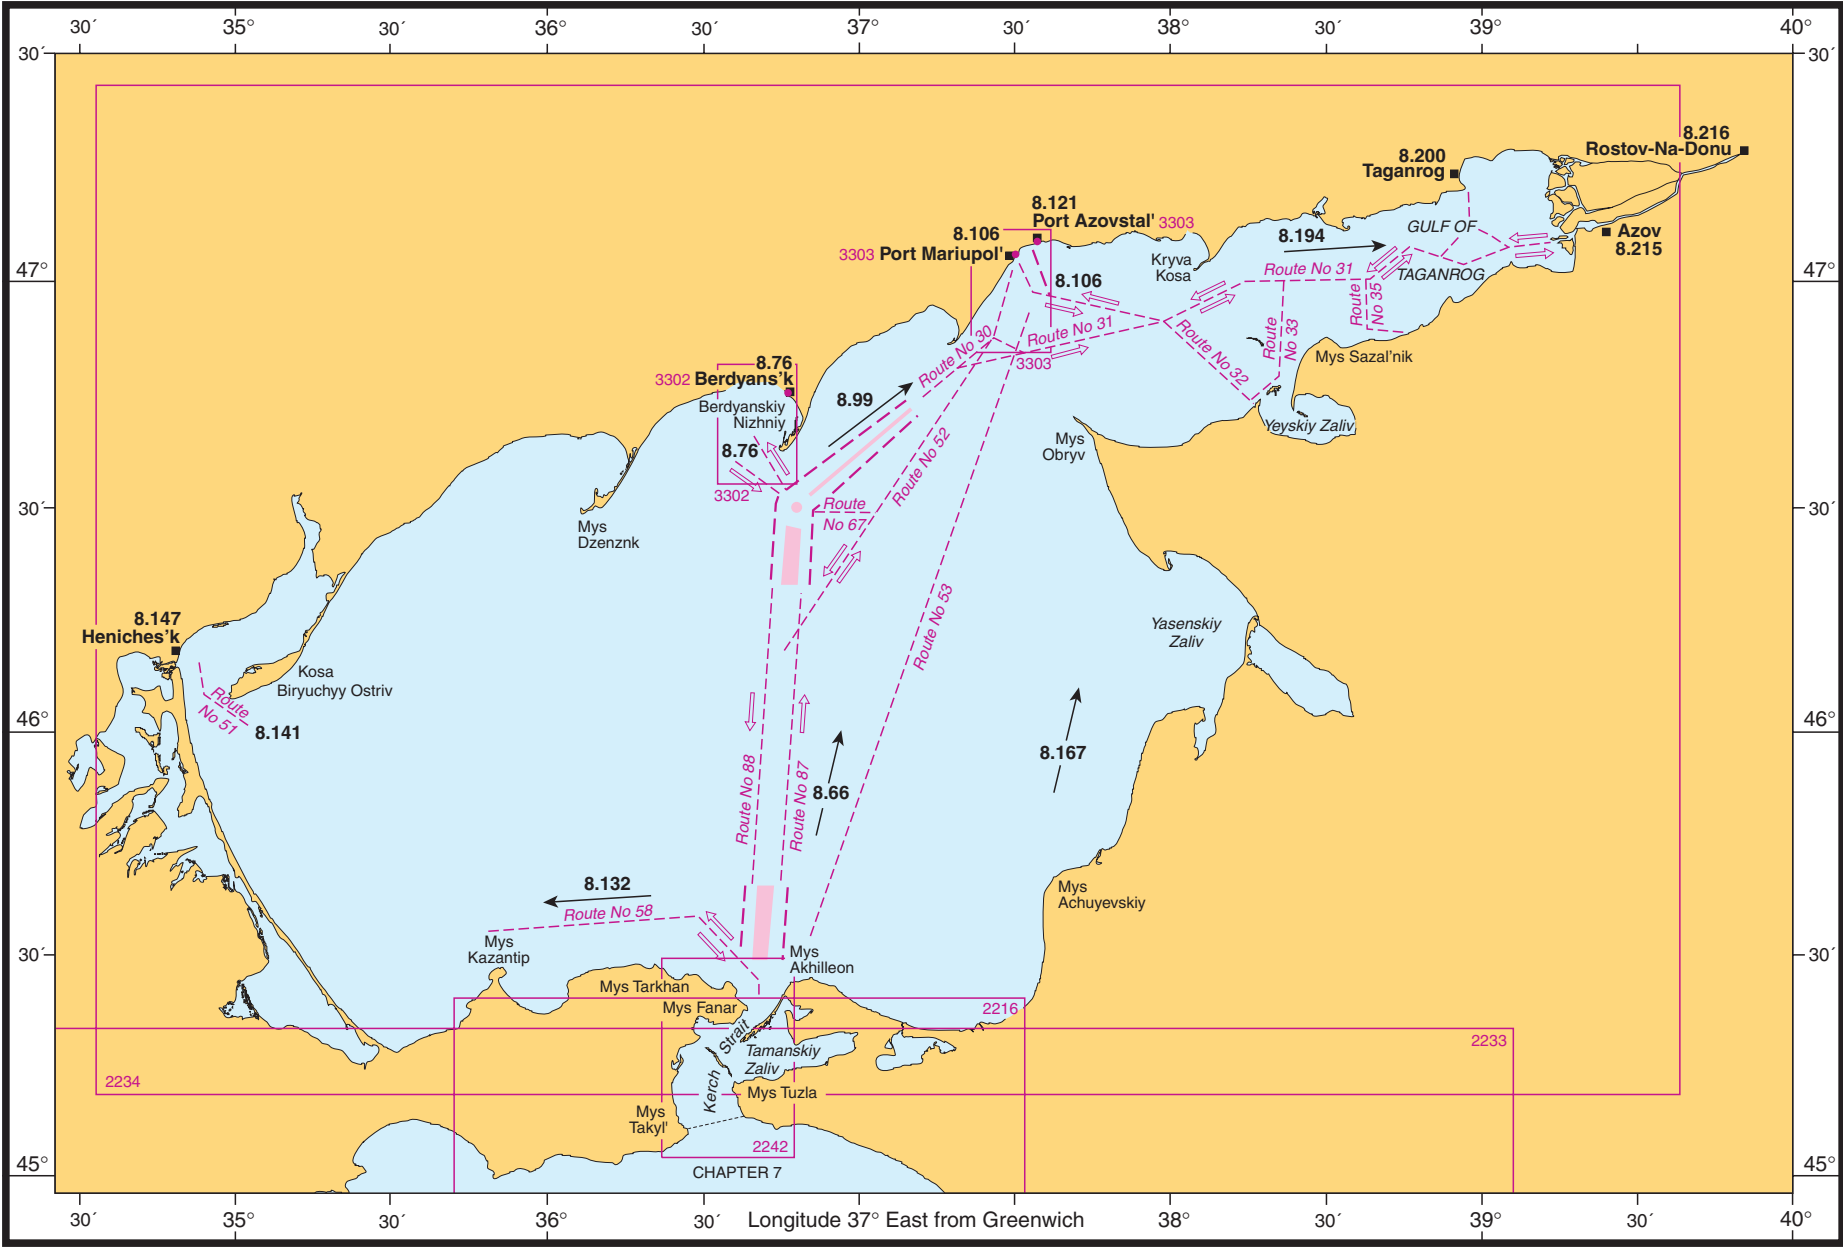 30´ 35° 30´ 36° 30´ 37° 30´ 38° 30´ 39° 30´ 40°
30´ 30´
8.216
Rostov-Na-Donu
8.200
Taganrog
8.121
Port Azovstal' 3303
8.106
3303 Port Mariupol'
GULF OF
TAGANROG
Azov
8.215
8.194
Kryva
Kosa
47° 47°
8.106
Route No 31
Route
No 35
Route No 30
Route No 31
Route No 32
Route
No 33
Mys Sazal'nik
3303
8.76
3302 Berdyans'k
Berdyanskiy
Nizhniy
8.99
8.76
3302
Mys
Obryv
Yeyskiy Zaliv
Route No 52
Route
No 67
30´ 30´
Mys
Dzenznk
Route No 53
8.147
Heniches'k
Yasenskiy
Zaliv
Kosa
Biryuchyy Ostriv
Route
No 51
8.141
46° 46°
8.167
Route No 88
Route No 87
8.66
8.132
Route No 58
Mys
Achuyevskiy
Mys
Kazantip
30´ 30´
Mys
Akhilleon
Mys Tarkhan
Mys Fanar
2216
2233
Strait
Tamanskiy
Zaliv
Kerch
2234
Mys Tuzla
Mys
Takyl'
2242
45° 45°
CHAPTER 7
30´ 35° 30´ 36° 30´ Longitude 37° East from Greenwich 38° 30´ 39° 30´ 40°